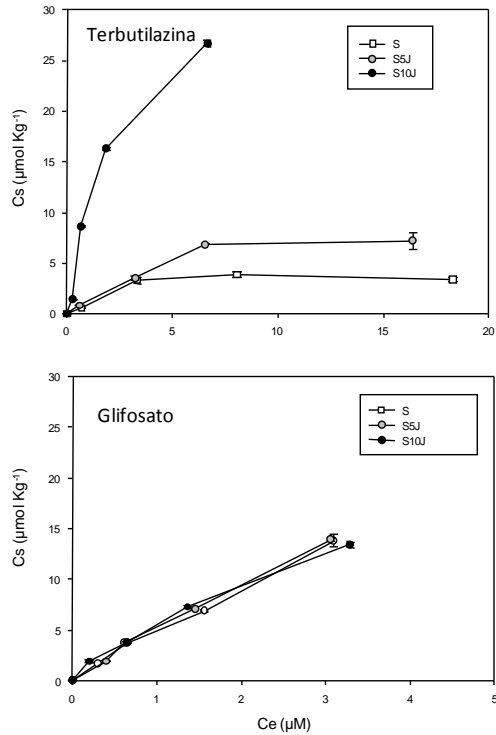 30
25
20
15
10
5
0
Cs (µmol Kg⁻¹)
Terbutilazina
S
S5J
S10J
0 5 10 15 20
30
25
20
15
10
5
0
Cs (µmol Kg⁻¹)
Glifosato
S
S5J
S10J
0 1 2 3 4 5
Ce (µM)